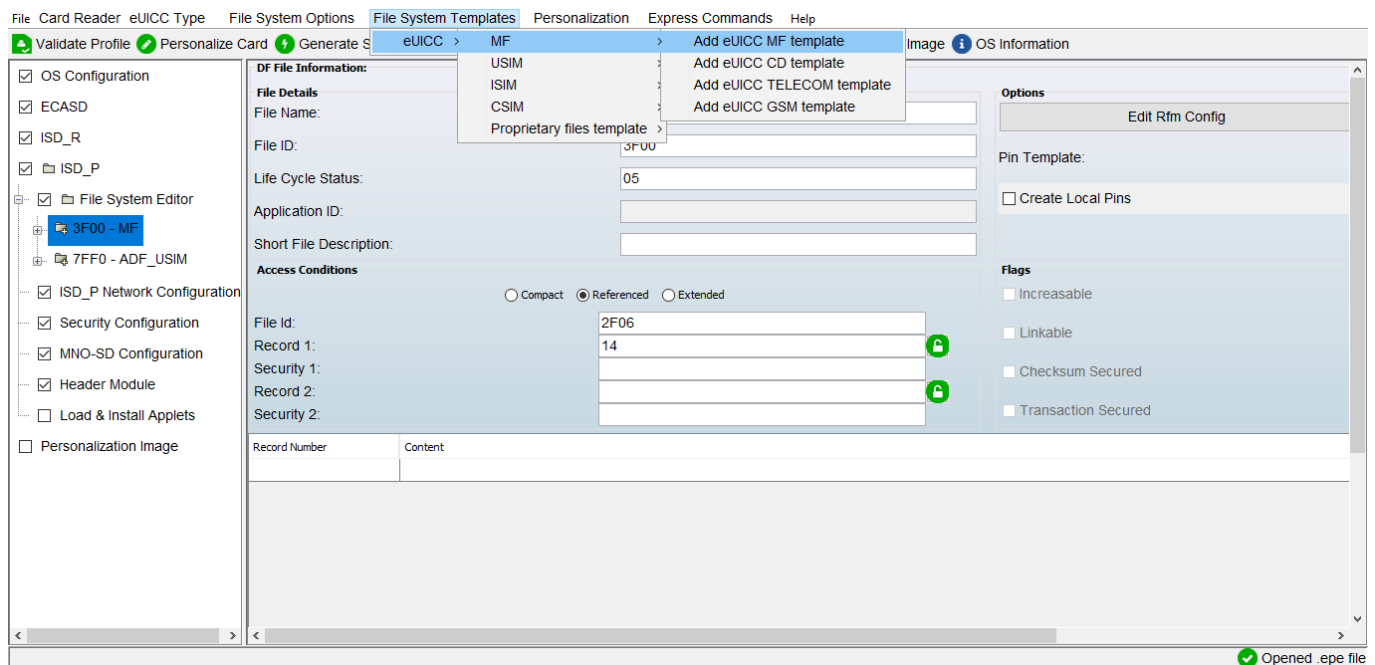 File Card Reader eUICC Type File System Options File System Templates Personalization Express Commands Help
Validate Profile Personalize Card Generate S Image OS Information
eUICC > MF > Add eUICC MF template
USIM > Add eUICC CD template
ISIM > Add eUICC TELECOM template
CSIM > Add eUICC GSM template
Proprietary files template >
OS Configuration
ECASD
ISD_R
ISD_P
File System Editor
3F00 - MF
7FF0 - ADF_USIM
ISD_P Network Configuration
Security Configuration
MNO-SD Configuration
Header Module
Load & Install Applets
Personalization Image
DF File Information:
File Details
File Name:
File ID: 3F00
Life Cycle Status: 05
Application ID:
Short File Description:
Options
Edit Rfm Config
Pin Template:
Create Local Pins
Access Conditions
Compact Referenced Extended
File Id: 2F06
Record 1: 14
Security 1:
Record 2:
Security 2:
Flags
Increasable
Linkable
Checksum Secured
Transaction Secured
Record Number Content
Opened .epe file